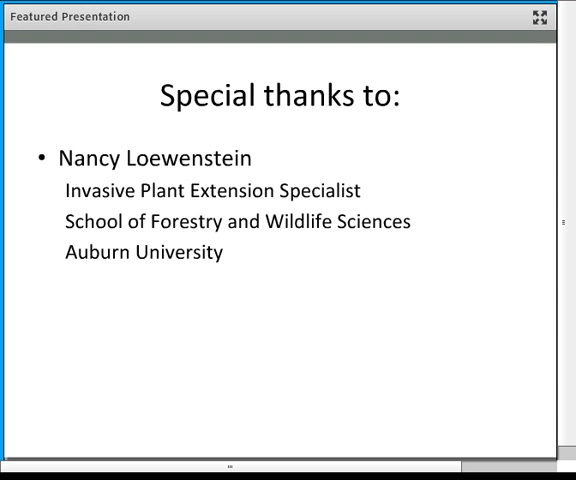 Featured Presentation
Special thanks to:
• Nancy Loewenstein
Invasive Plant Extension Specialist
School of Forestry and Wildlife Sciences
Auburn University